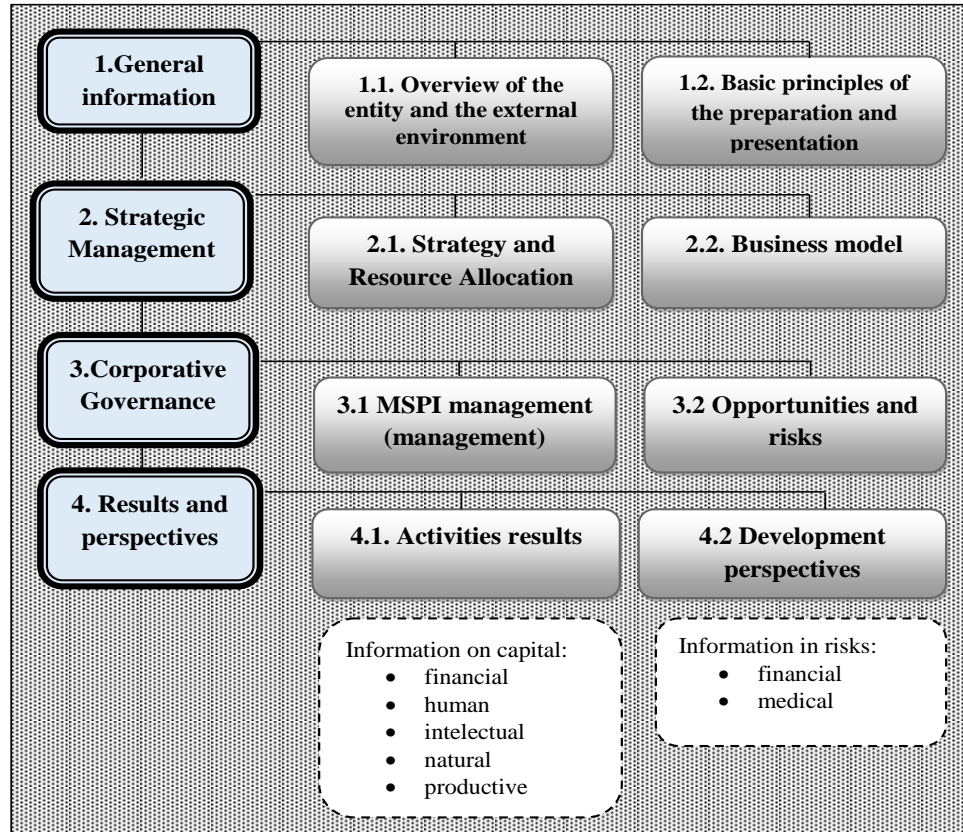 1.General
information
1.1. Overview of the
entity and the external
environment
1.2. Basic principles of
the preparation and
presentation
2. Strategic
Management
2.1. Strategy and
Resource Allocation
2.2. Business model
3.Corporative
Governance
3.1 MSPI management
(management)
3.2 Opportunities and
risks
4. Results and
perspectives
4.1. Activities results
4.2 Development
perspectives
Information on capital:
• financial
• human
• intelectual
• natural
• productive
Information in risks:
• financial
• medical